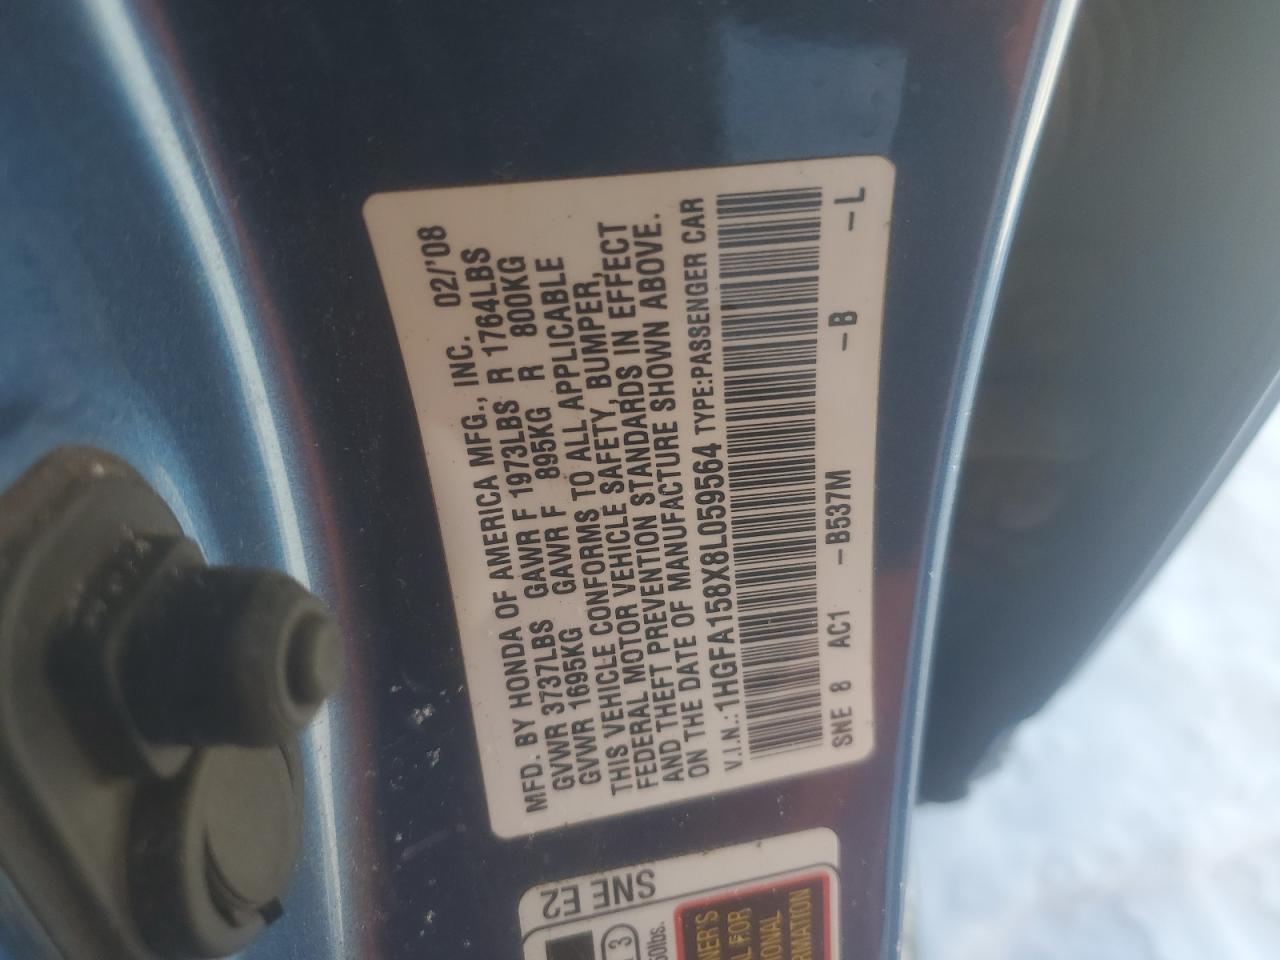 MFD. BY HONDA OF AMERICA MFG., INC. 02/'08
GVWR 3737LBS GAWR F 1973LBS R 1764LBS
GVWR 1695KG GAWR F 895KG R 800KG
THIS VEHICLE CONFORMS TO ALL APPLICABLE
FEDERAL MOTOR VEHICLE SAFETY, BUMPER,
AND THEFT PREVENTION STANDARDS IN EFFECT
ON THE DATE OF MANUFACTURE SHOWN ABOVE.
V.I.N.: 1HGFA158X8L059564 TYPE:PASSENGER CAR
SNE 8 AC1 -B537M -B -L
SNE E2
3